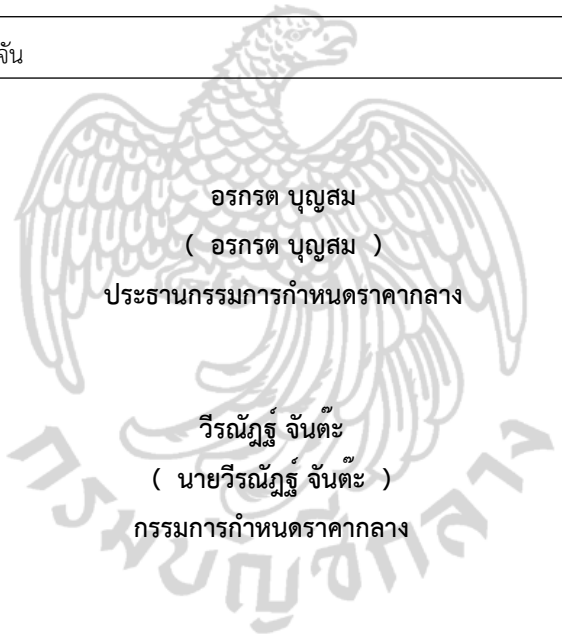 จัน
อรกรต บุญสม
( อรกรต บุญสม )
ประธานกรรมการกำหนดราคากลาง
วีรณัฏฐ์ จันต๊ะ
( นายวีรณัฏฐ์ จันต๊ะ )
กรรมการกำหนดราคากลาง
กรมบัญชีกลาง